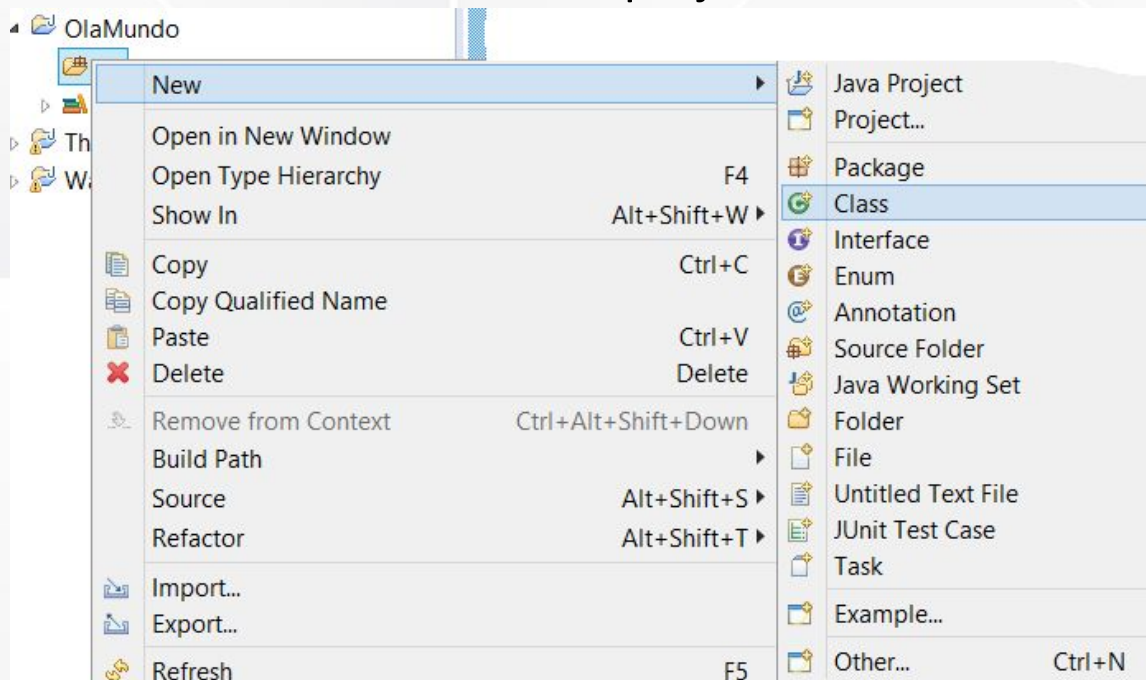 OlaMundo
Th
Wa
New
Open in New Window
Open Type Hierarchy F4
Show In Alt+Shift+W
Copy Ctrl+C
Copy Qualified Name
Paste Ctrl+V
Delete Delete
Remove from Context Ctrl+Alt+Shift+Down
Build Path
Source Alt+Shift+S
Refactor Alt+Shift+T
Import...
Export...
Refresh F5
Java Project
Project...
Package
Class
Interface
Enum
Annotation
Source Folder
Java Working Set
Folder
File
Untitled Text File
JUnit Test Case
Task
Example...
Other... Ctrl+N